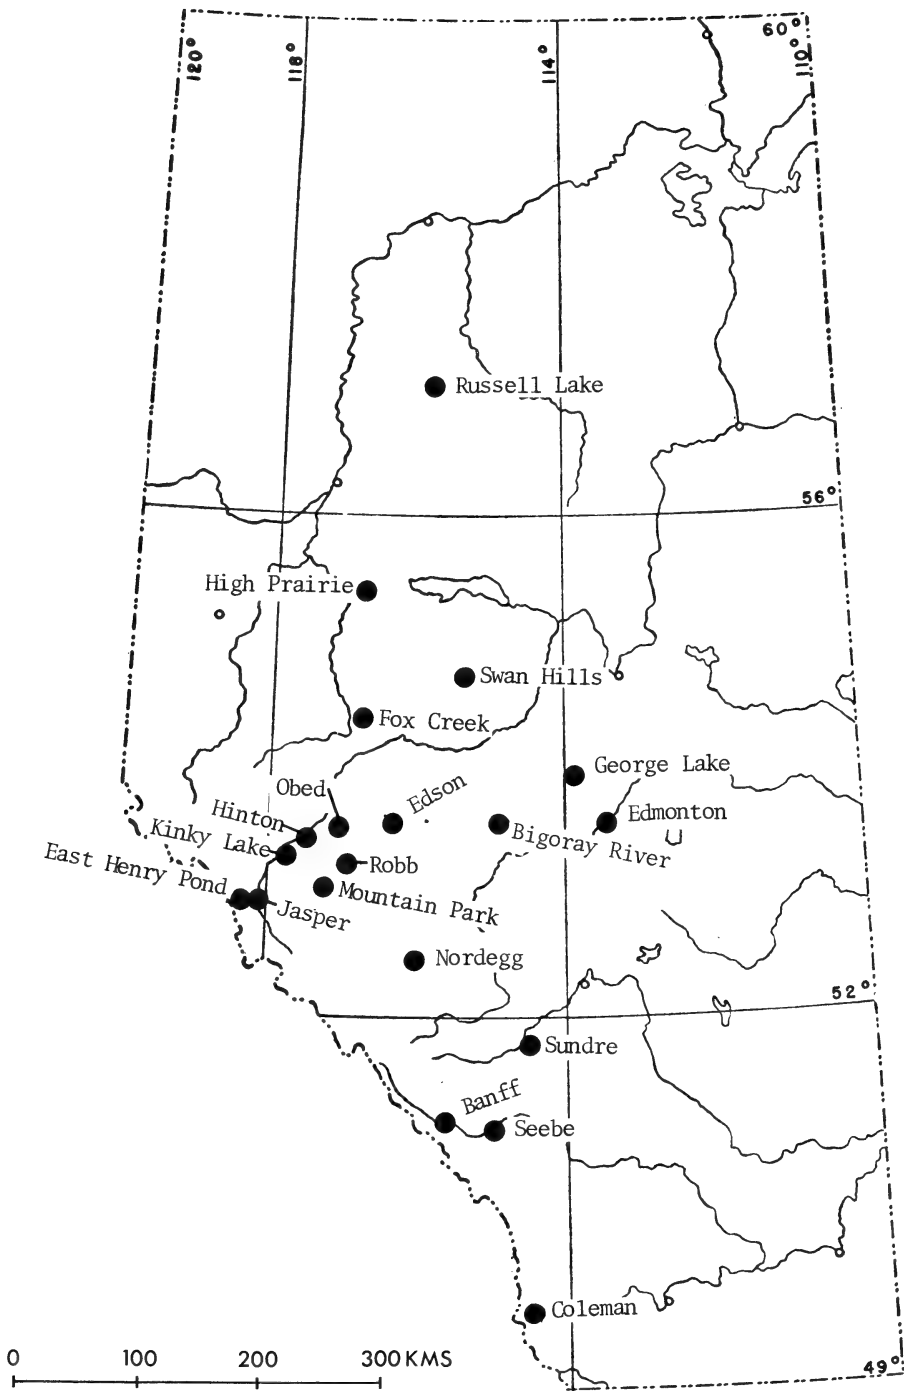 60°
120°
118°
114°
110°
Russell Lake
56°
High Prairie
Swan Hills
Fox Creek
George Lake
Obed
Edson
Hinton
Edmonton
Kinky Lake
Bigoray River
East Henry Pond
Robb
Mountain Park
Jasper
Nordegg
52°
Sundre
Banff
Seebe
Coleman
0 100 200 300 KMS
49°